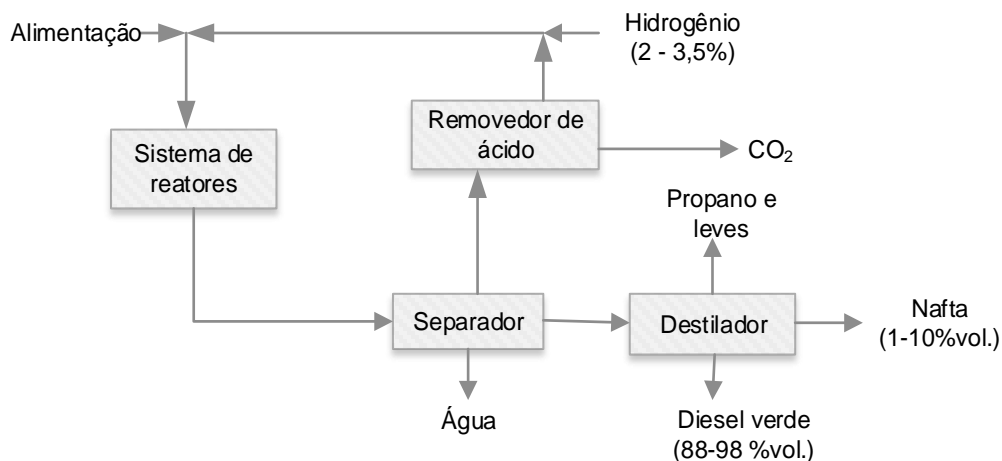 Alimentação
Hidrogênio
(2 - 3,5%)
Removedor de
ácido
CO₂
Sistema de
reatores
Propano e
leves
Separador
Destilador
Nafta
(1-10%vol.)
Água
Diesel verde
(88-98 %vol.)